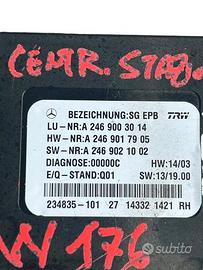 CENTR. STAB
BEZEICHNUNG:SG EPB TRW
LU-NR:A 246 900 30 14
HW-NR:A 246 901 79 05
SW-NR:A 246 902 10 02
DIAGNOSE:00000C HW:14/03
E/Q-STAND:Q01 SW:13/19.00
234835-101 27 14332 1421 RH
W 176
subito